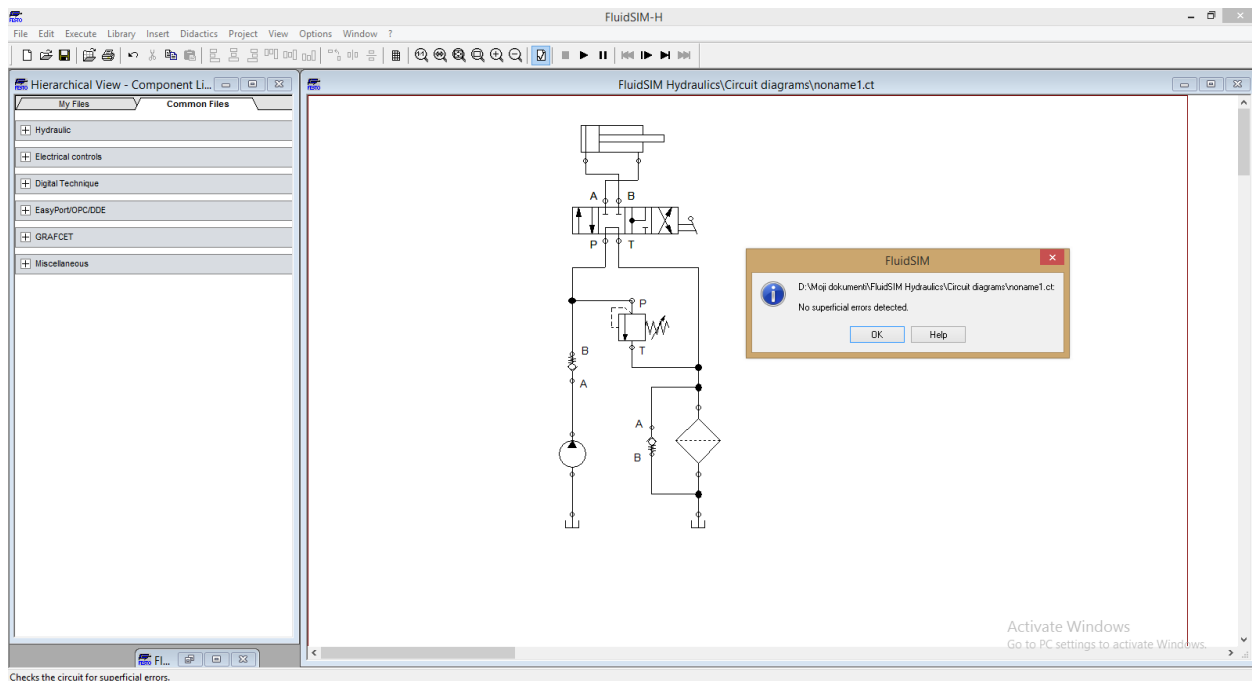 FluidSIM-H
File Edit Execute Library Insert Didactics Project View Options Window ?
Hierarchical View - Component Li...
FluidSIM Hydraulics\Circuit diagrams\noname1.ct
My Files Common Files
Hydraulic
Electrical controls
Digital Technique
EasyPort/OPC/DDE
GRAFCET
Miscellaneous
A B
P T
P
T
B
A
A
B
FluidSIM
D:\Moji dokumenti\FluidSIM Hydraulics\Circuit diagrams\noname1.ct:
No superficial errors detected.
OK Help
Activate Windows
Go to PC settings to activate Windows.
Fl...
Checks the circuit for superficial errors.